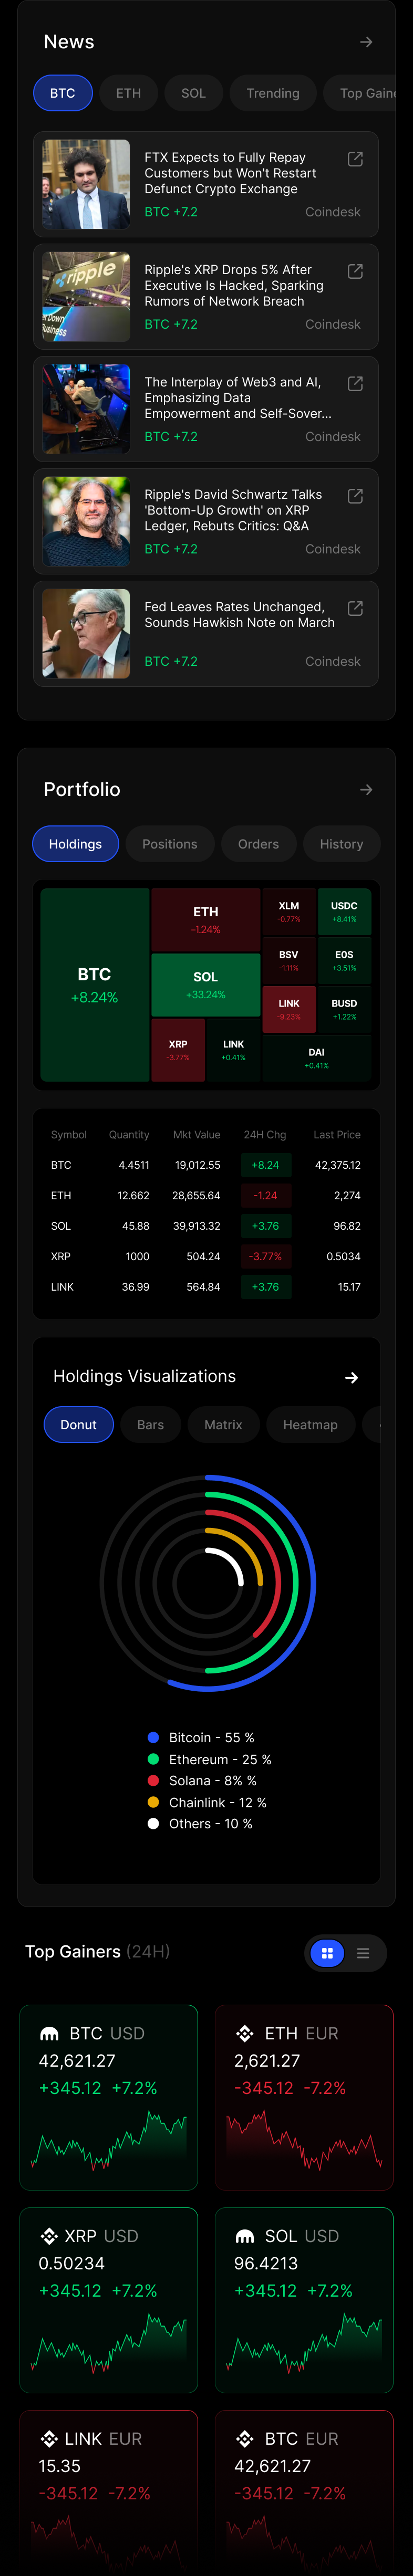 News
BTC
ETH
SOL
Trending
Top Gaine
FTX Expects to Fully Repay
Customers but Won't Restart
Defunct Crypto Exchange
BTC +7.2
Coindesk
ripple
Ripple's XRP Drops 5% After
Executive Is Hacked, Sparking
Rumors of Network Breach
BTC +7.2
Coindesk
The Interplay of Web3 and AI,
Emphasizing Data
Empowerment and Self-Sover...
BTC +7.2
Coindesk
Ripple's David Schwartz Talks
'Bottom-Up Growth' on XRP
Ledger, Rebuts Critics: Q&A
BTC +7.2
Coindesk
Fed Leaves Rates Unchanged,
Sounds Hawkish Note on March
BTC +7.2
Coindesk
Portfolio
Holdings
Positions
Orders
History
BTC
+8.24%
ETH
-1.24%
SOL
+33.24%
XRP
-3.77%
LINK
+0.41%
XLM
-0.77%
USDC
+8.41%
BSV
-1.11%
E0S
+3.51%
LINK
-9.23%
BUSD
+1.22%
DAI
+0.41%
Symbol Quantity Mkt Value 24H Chg Last Price
BTC 4.4511 19,012.55 +8.24 42,375.12
ETH 12.662 28,655.64 -1.24 2,274
SOL 45.88 39,913.32 +3.76 96.82
XRP 1000 504.24 -3.77% 0.5034
LINK 36.99 564.84 +3.76 15.17
Holdings Visualizations
Donut
Bars
Matrix
Heatmap
Bitcoin - 55 %
Ethereum - 25 %
Solana - 8% %
Chainlink - 12 %
Others - 10 %
Top Gainers (24H)
BTC USD
42,621.27
+345.12 +7.2%
ETH EUR
2,621.27
-345.12 -7.2%
XRP USD
0.50234
+345.12 +7.2%
SOL USD
96.4213
+345.12 +7.2%
LINK EUR
15.35
-345.12 -7.2%
BTC EUR
42,621.27
-345.12 -7.2%